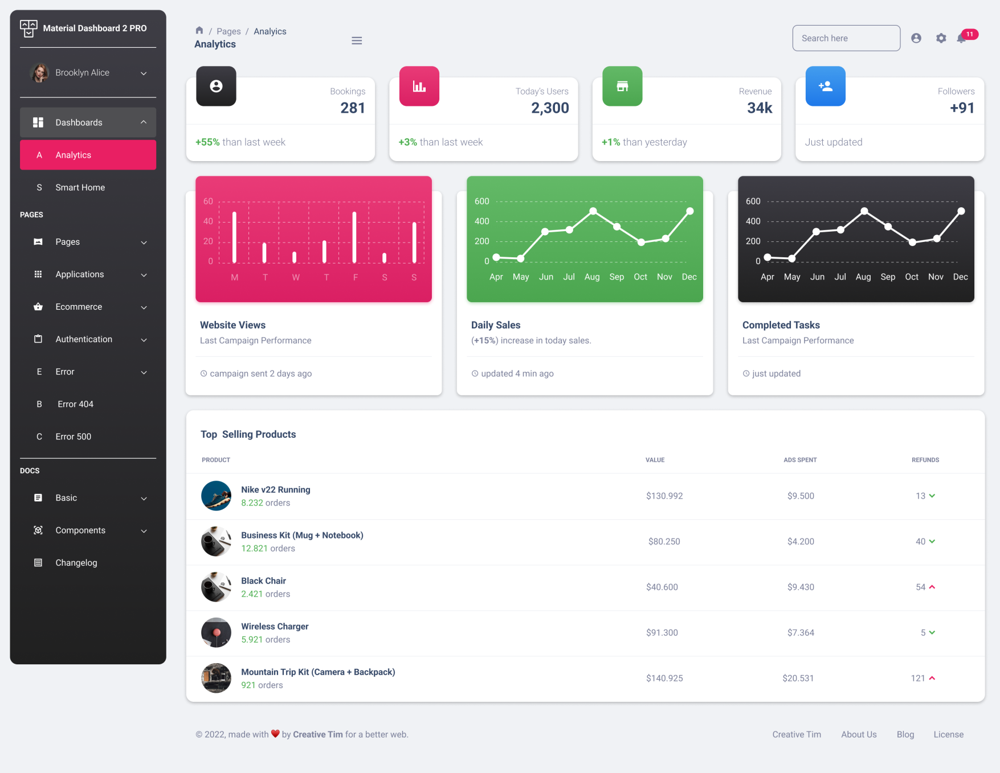 Material Dashboard 2 PRO
Brooklyn Alice
Dashboards
A Analytics
S Smart Home
PAGES
Pages
Applications
Ecommerce
Authentication
E Error
B Error 404
C Error 500
DOCS
Basic
Components
Changelog
/ Pages / Analyics
Analytics
Search here
11
Bookings
281
+55% than last week
Today's Users
2,300
+3% than last week
Revenue
34k
+1% than yesterday
Followers
+91
Just updated
60
40
20
0
M T W T F S S
Website Views
Last Campaign Performance
campaign sent 2 days ago
600
400
200
0
Apr May Jun Jul Aug Sep Oct Nov Dec
Daily Sales
(+15%) increase in today sales.
updated 4 min ago
600
400
200
0
Apr May Jun Jul Aug Sep Oct Nov Dec
Completed Tasks
Last Campaign Performance
just updated
Top Selling Products
PRODUCT VALUE ADS SPENT REFUNDS
Nike v22 Running
8.232 orders
$130.992 $9.500 13
Business Kit (Mug + Notebook)
12.821 orders
$80.250 $4.200 40
Black Chair
2.421 orders
$40.600 $9.430 54
Wireless Charger
5.921 orders
$91.300 $7.364 5
Mountain Trip Kit (Camera + Backpack)
921 orders
$140.925 $20.531 121
© 2022, made with ❤ by Creative Tim for a better web.
Creative Tim About Us Blog License